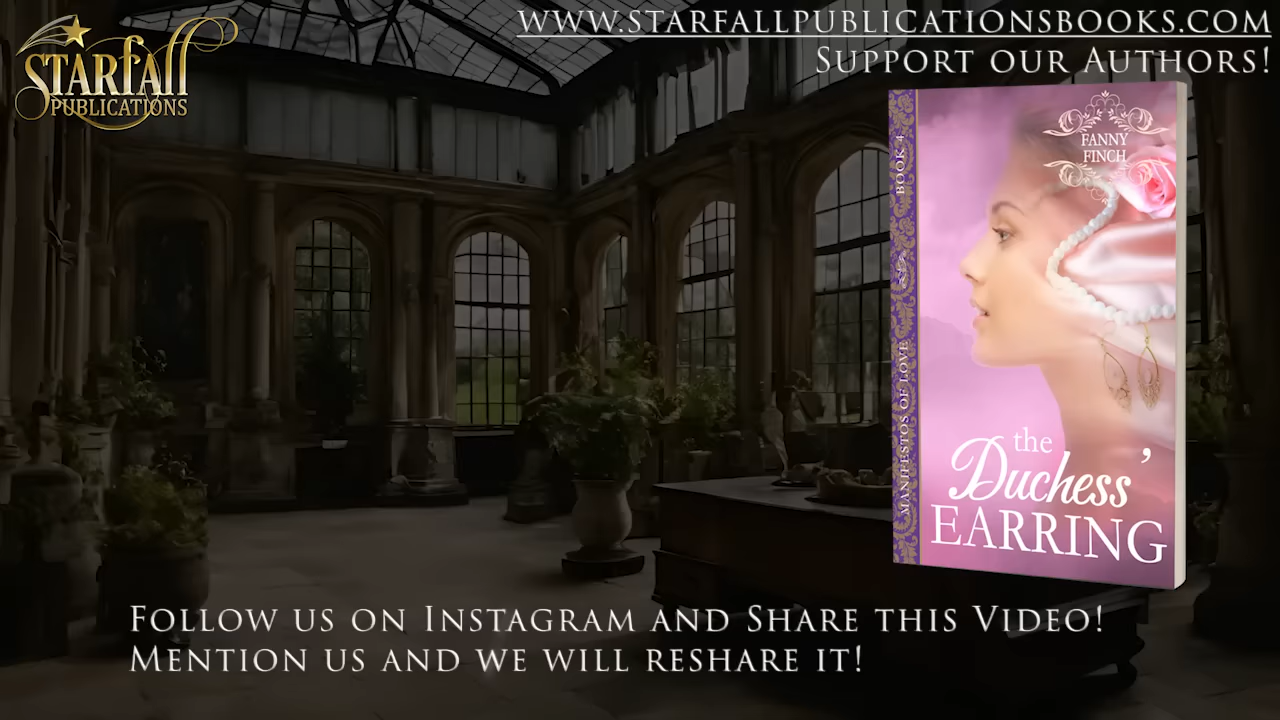 STARfall
PUBLICATIONS
WWW.STARFALLPUBLICATIONSBOOKS.COM
SUPPORT OUR AUTHORS!
BOOK 4
MANIFESTOS OF LOVE
FANNY
FINCH
the
Duchess'
EARRING
FOLLOW US ON INSTAGRAM AND SHARE THIS VIDEO!
MENTION US AND WE WILL RESHARE IT!